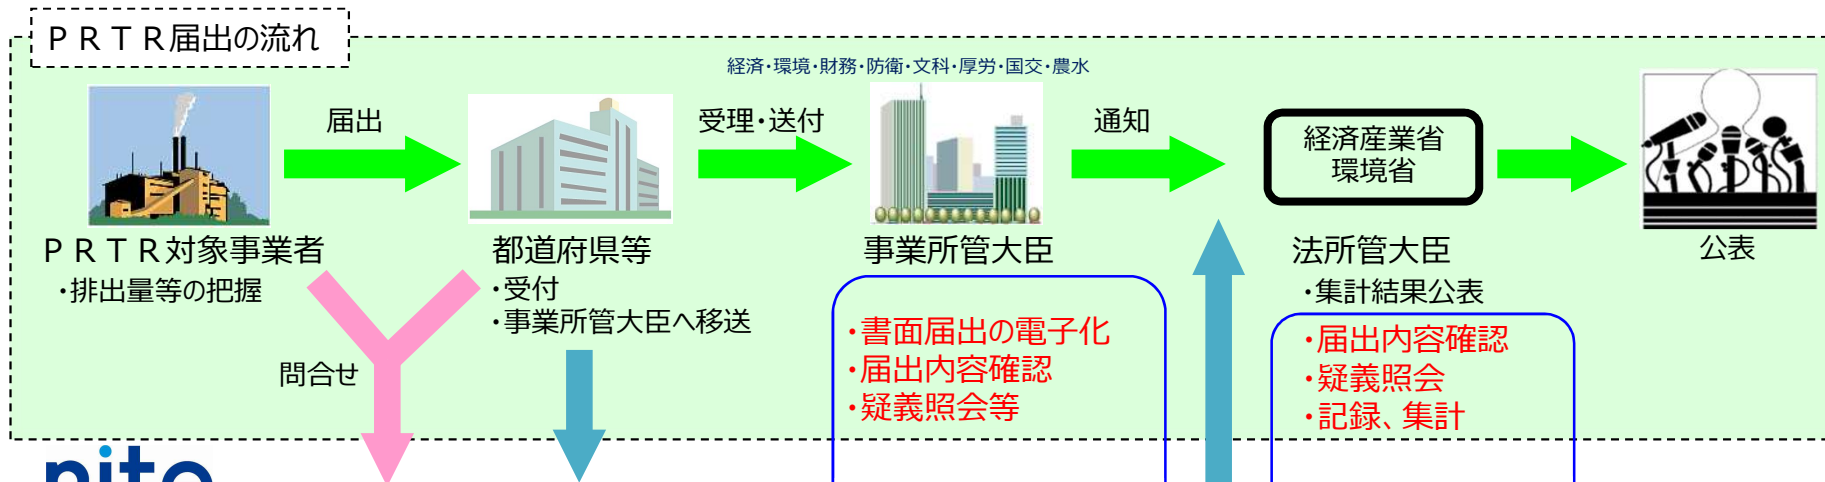 ＰＲＴＲ届出の流れ
経済･環境･財務･防衛･文科･厚労･国交･農水
届出
受理･送付
通知
経済産業省
環境省
ＰＲＴＲ対象事業者
･排出量等の把握
都道府県等
･受付
･事業所管大臣へ移送
事業所管大臣
･書面届出の電子化
･届出内容確認
･疑義照会等
法所管大臣
･集計結果公表
･届出内容確認
･疑義照会
･記録、集計
公表
問合せ
nite